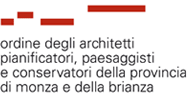 ordine degli architetti
pianificatori, paesaggisti
e conservatori della provincia
di monza e della brianza